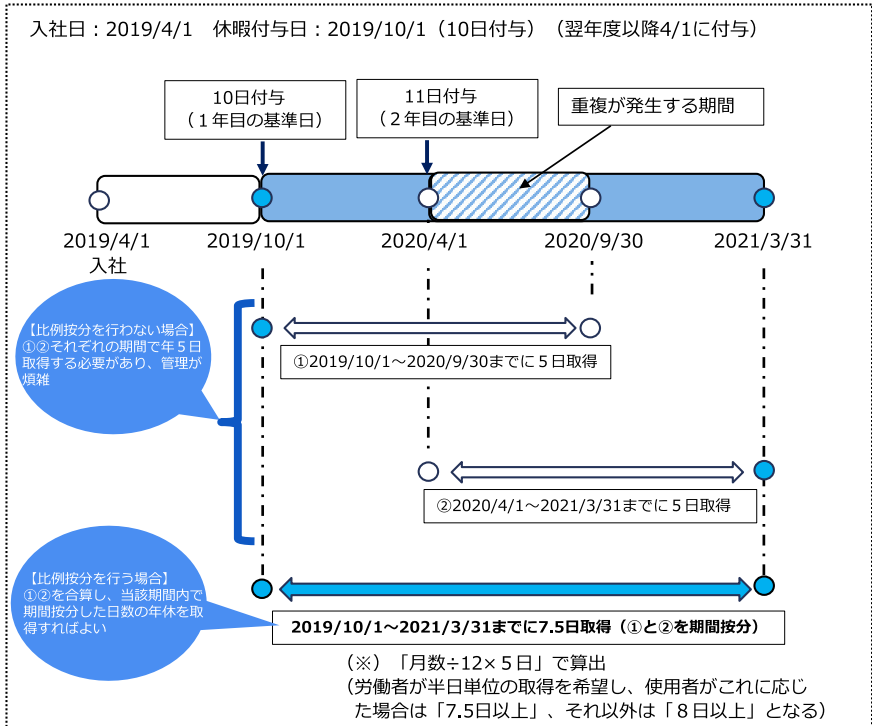 入社日:2019/4/1 休暇付与日:2019/10/1(10日付与)(翌年度以降4/1に付与)
10日付与
(1年目の基準日)
11日付与
(2年目の基準日)
重複が発生する期間
2019/4/1
入社
2019/10/1
2020/4/1
2020/9/30
2021/3/31
【比例按分を行わない場合】
①②それぞれの期間で年5日
取得する必要があり、管理が
煩雑
①2019/10/1~2020/9/30までに5日取得
②2020/4/1~2021/3/31までに5日取得
【比例按分を行う場合】
①②を合算し、当該期間内で
期間按分した日数の年休を取
得すればよい
2019/10/1~2021/3/31までに7.5日取得(①と②を期間按分)
(※)「月数÷12×5日」で算出
(労働者が半日単位の取得を希望し、使用者がこれに応じ
た場合は「7.5日以上」、それ以外は「8日以上」となる)